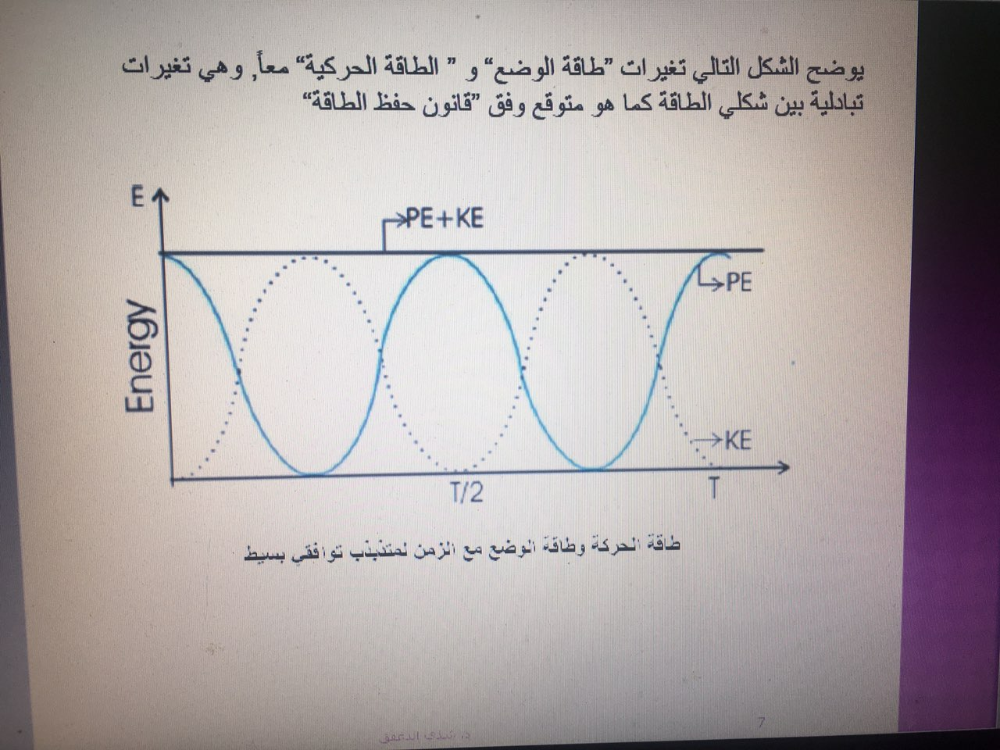 يوضح الشكل التالي تغيرات ”طاقة الوضع“ و ” الطاقة الحركية“ معاً, وهي تغيرات
تبادلية بين شكلي الطاقة كما هو متوقع وفق ”قانون حفظ الطاقة“
E
PE+KE
PE
Energy
KE
T/2
T
طاقة الحركة وطاقة الوضع مع الزمن لمتذبذب توافقي بسيط
7
د.